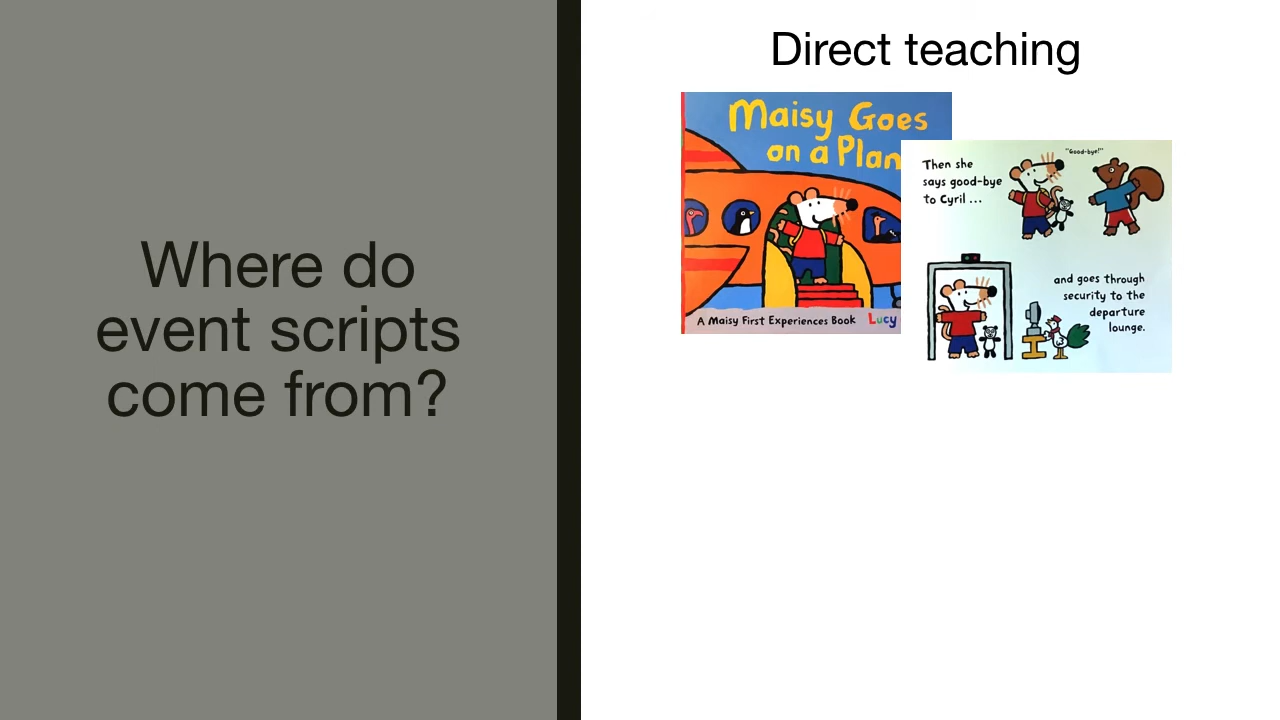 Where do
event scripts
come from?
Direct teaching
Maisy Goes
on a Plan
A Maisy First Experiences Book Lucy
"Good-bye!"
Then she
says good-bye
to Cyril ...
and goes through
security to the
departure
lounge.